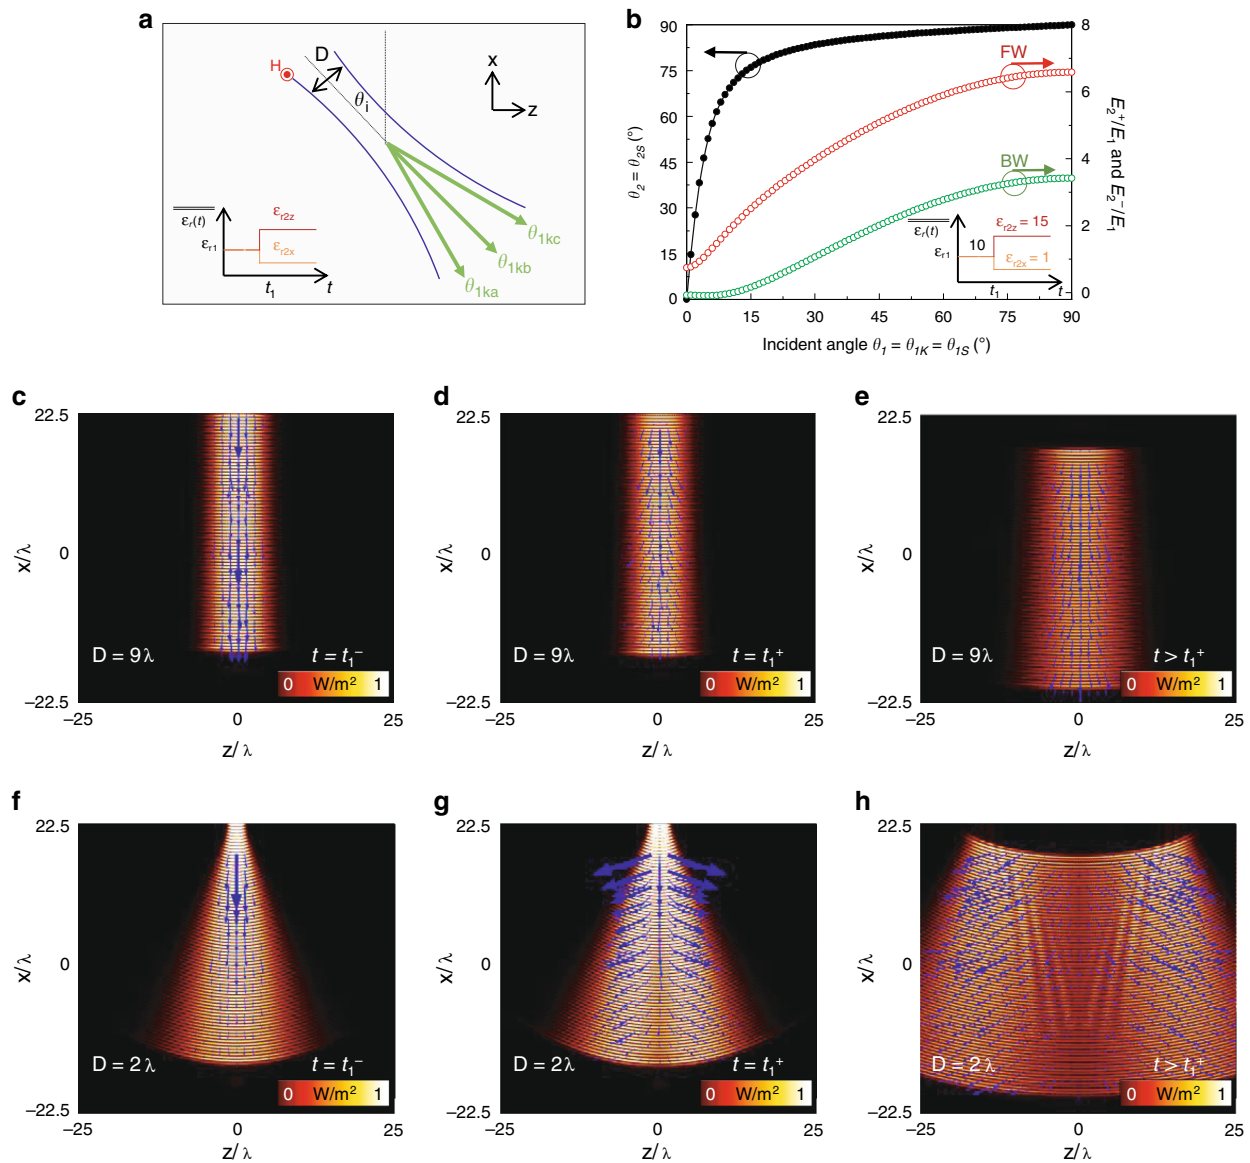 a
H
D
θi
x
z
θ1kc
θ1kb
θ1ka
εr(t)
εr1
εr2z
εr2x
t1
t
b
90
75
60
45
30
15
0
θ2 = θ2S (°)
FW
BW
8
6
4
2
0
E2+/E1 and E2−/E1
εr(t)
εr1
10
εr2z = 15
εr2x = 1
t1
t
0 15 30 45 60 75 90
Incident angle θ1 = θ1K = θ1S (°)
c
22.5
0
−22.5
x/λ
D = 9λ
t = t1−
0 W/m2 1
−25 0 25
z/ λ
d
22.5
0
−22.5
x/λ
D = 9λ
t = t1+
0 W/m2 1
−25 0 25
z/ λ
e
22.5
0
−22.5
x/λ
D = 9λ
t > t1+
0 W/m2 1
−25 0 25
z/ λ
f
22.5
0
−22.5
x/λ
D = 2λ
t = t1−
0 W/m2 1
−25 0 25
z/ λ
g
22.5
0
−22.5
x/λ
D = 2λ
t = t1+
0 W/m2 1
−25 0 25
z/ λ
h
22.5
0
−22.5
x/λ
D = 2λ
t > t1+
0 W/m2 1
−25 0 25
z/ λ